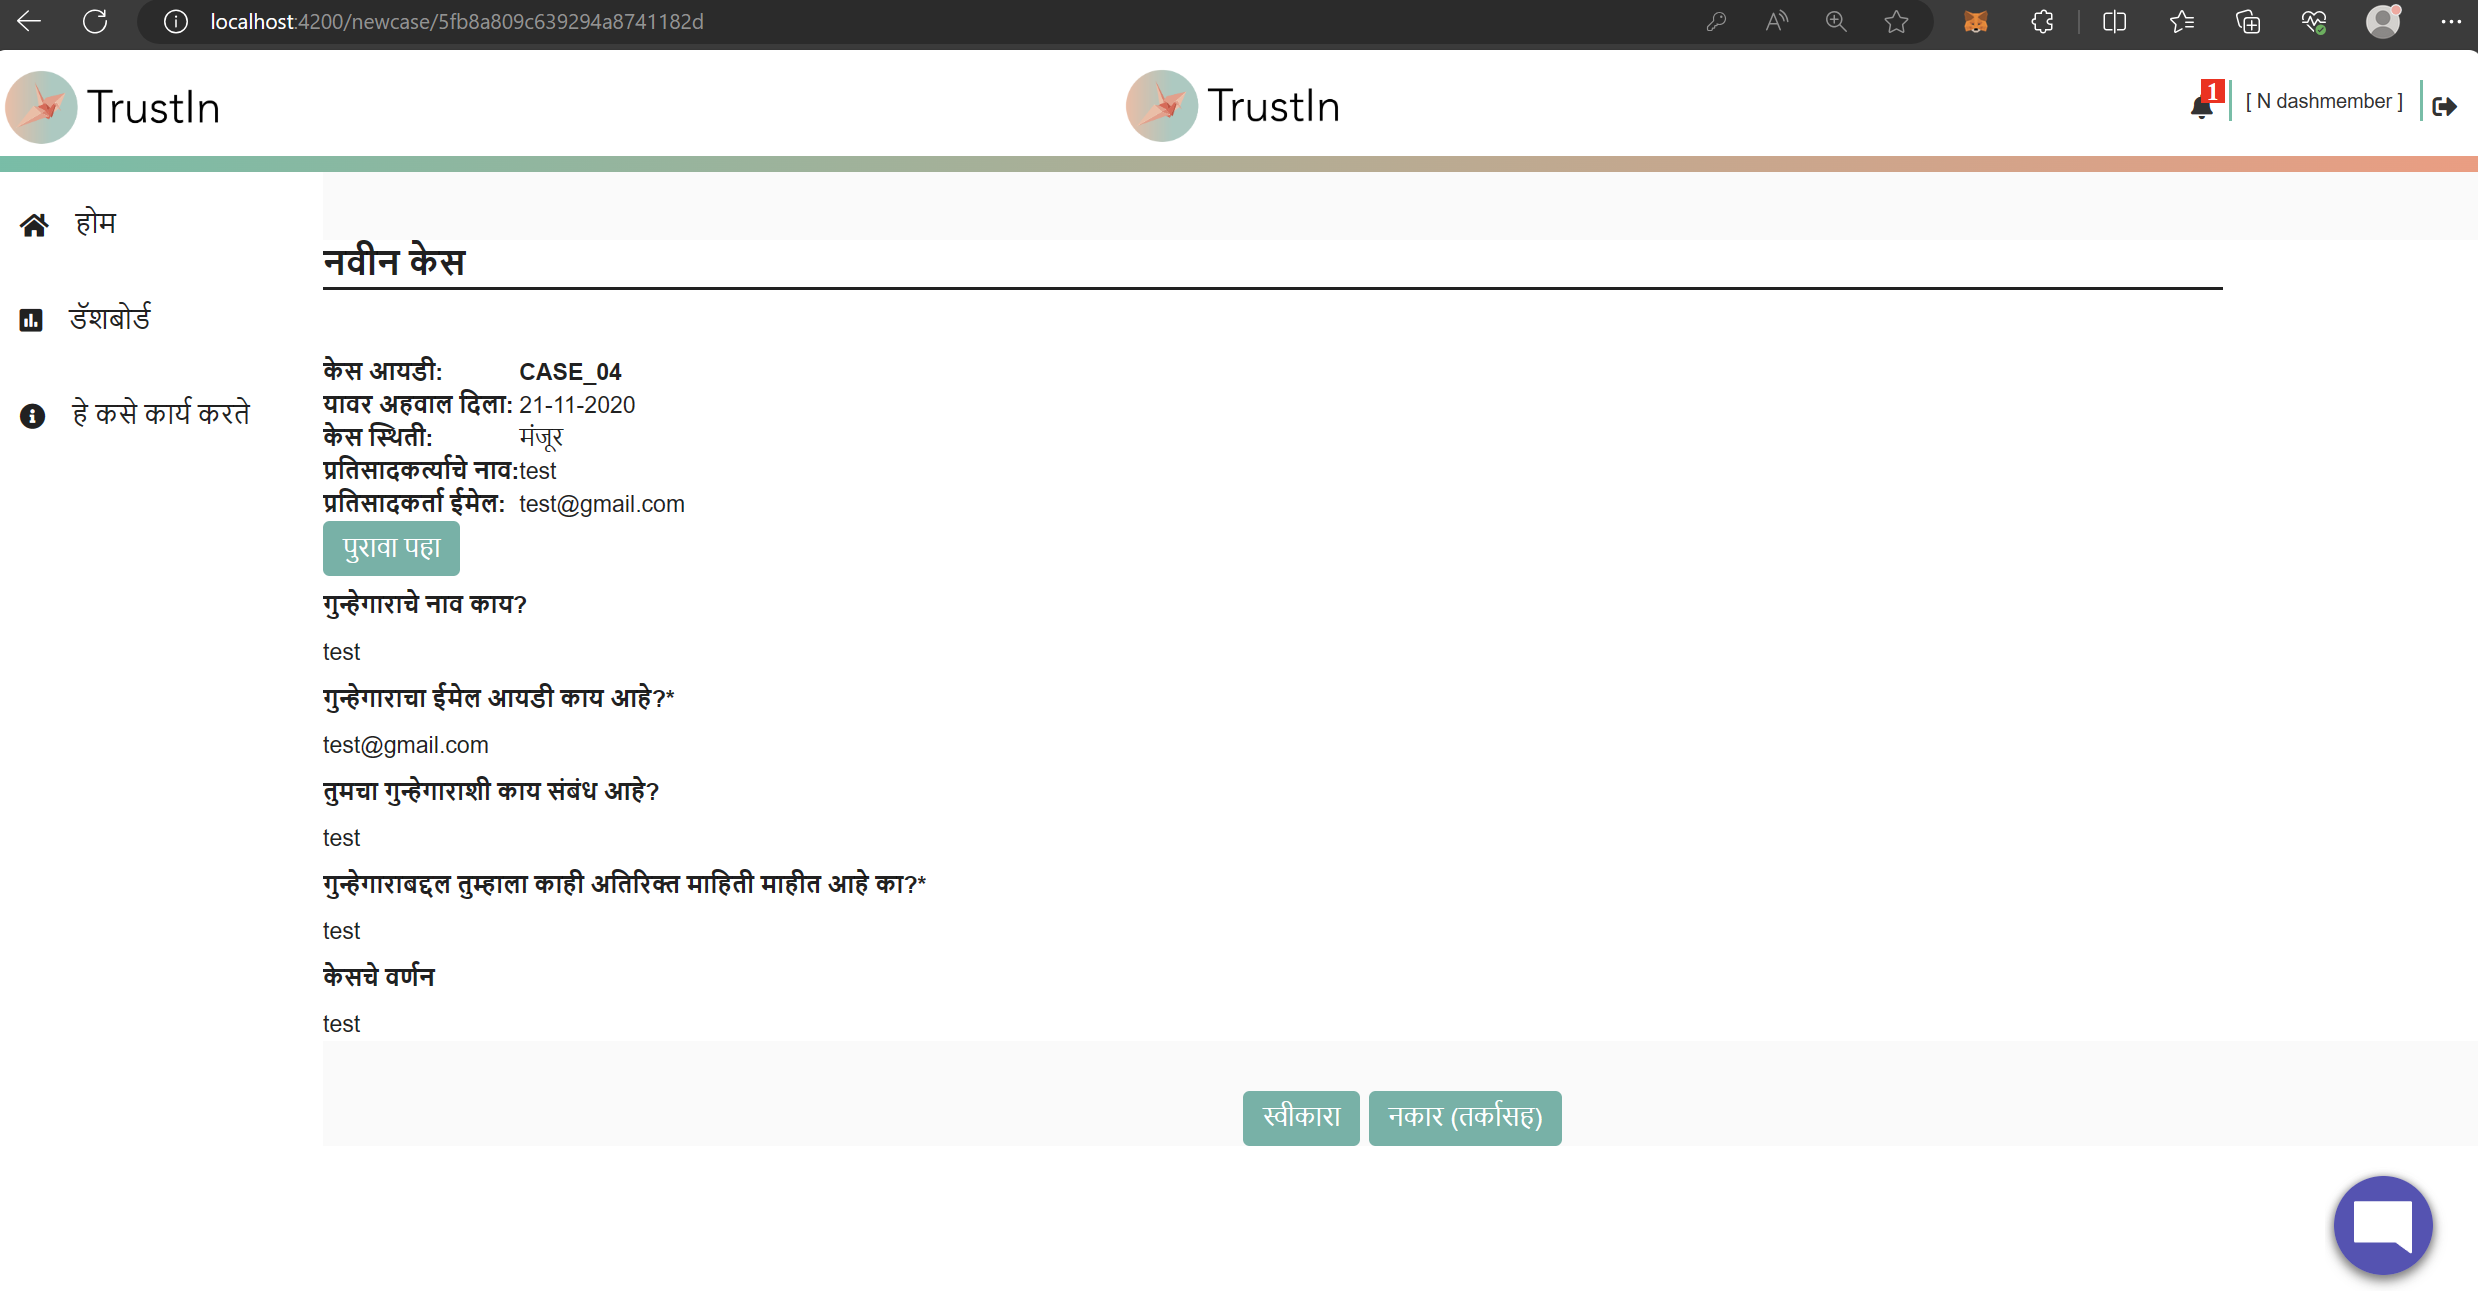 localhost:4200/newcase/5fb8a809c639294a8741182d
TrustIn
TrustIn
1
[ N dashmember ]
होम
डॅशबोर्ड
हे कसे कार्य करते
नवीन केस
केस आयडी: CASE_04
यावर अहवाल दिला: 21-11-2020
केस स्थिती: मंजूर
प्रतिसादकर्त्याचे नाव:test
प्रतिसादकर्ता ईमेल: test@gmail.com
पुरावा पहा
गुन्हेगाराचे नाव काय?
test
गुन्हेगाराचा ईमेल आयडी काय आहे?*
test@gmail.com
तुमचा गुन्हेगाराशी काय संबंध आहे?
test
गुन्हेगाराबद्दल तुम्हाला काही अतिरिक्त माहिती माहीत आहे का?*
test
केसचे वर्णन
test
स्वीकारा नकार (तर्कासह)